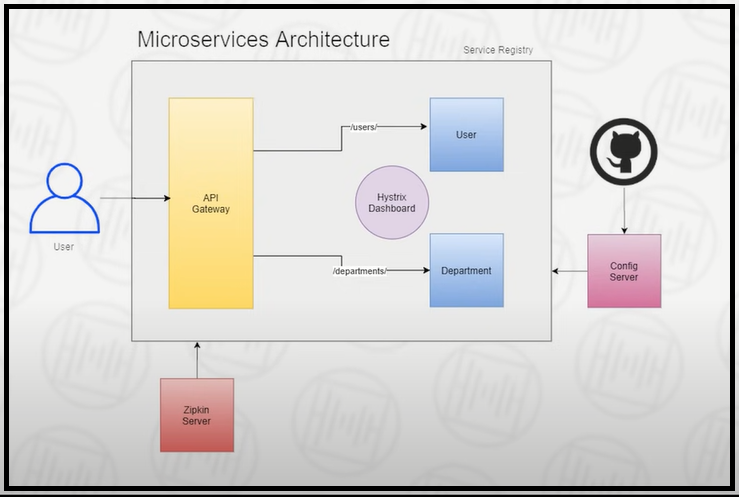 Microservices Architecture
Service Registry
/users/
User
API
Gateway
Hystrix
Dashboard
User
/departments/
Department
Config
Server
Zipkin
Server